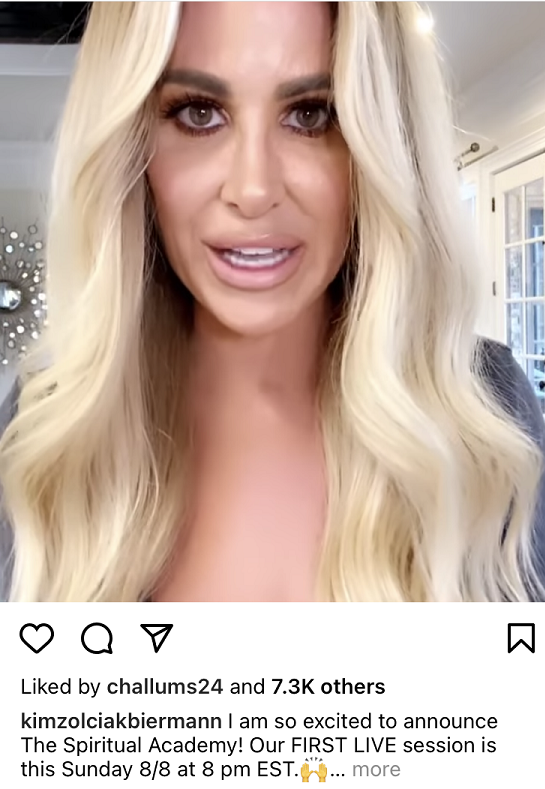 Liked by challums24 and 7.3K others
kimzolciakbiermann I am so excited to announce
The Spiritual Academy! Our FIRST LIVE session is
this Sunday 8/8 at 8 pm EST.🙌... more